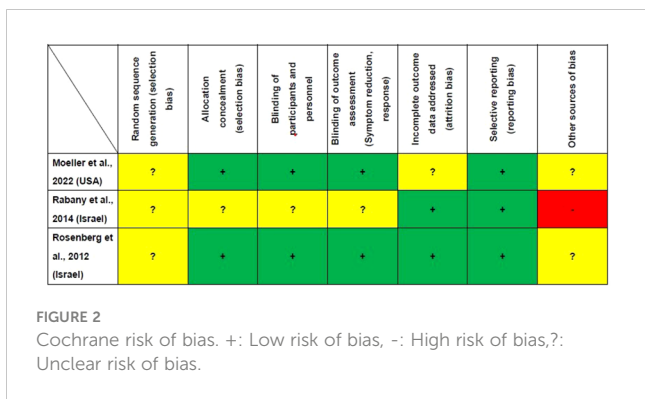 Random sequence
generation (selection
bias)
Allocation
concealment
(selection bias)
Blinding of
participants and
personnel
Blinding of outcome
assessment
(Symptom reduction,
response)
Incomplete outcome
data addressed
(attrition bias)
Selective reporting
(reporting bias)
Other sources of bias
Moeller et al.,
2022 (USA)
? + + + ? + ?
Rabany et al.,
2014 (Israel)
? ? ? ? + + -
Rosenberg et
al., 2012
(Israel)
? + + + + + ?
FIGURE 2
Cochrane risk of bias. +: Low risk of bias, -: High risk of bias,?:
Unclear risk of bias.